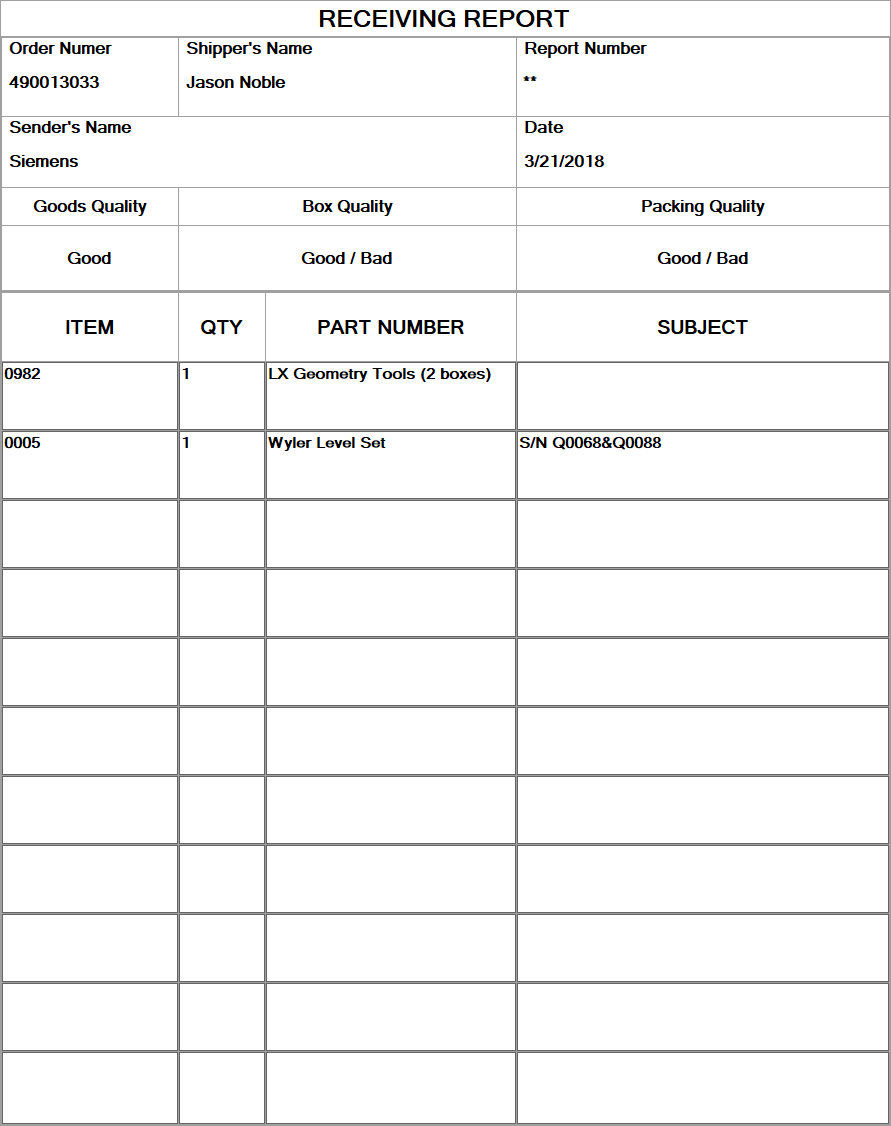 RECEIVING REPORT
Order Numer
Shipper's Name
Report Number
490013033
Jason Noble
**
Sender's Name
Date
Siemens
3/21/2018
Goods Quality
Box Quality
Packing Quality
Good
Good / Bad
Good / Bad
ITEM
QTY
PART NUMBER
SUBJECT
0982
1
LX Geometry Tools (2 boxes)
0005
1
Wyler Level Set
S/N Q0068&Q0088